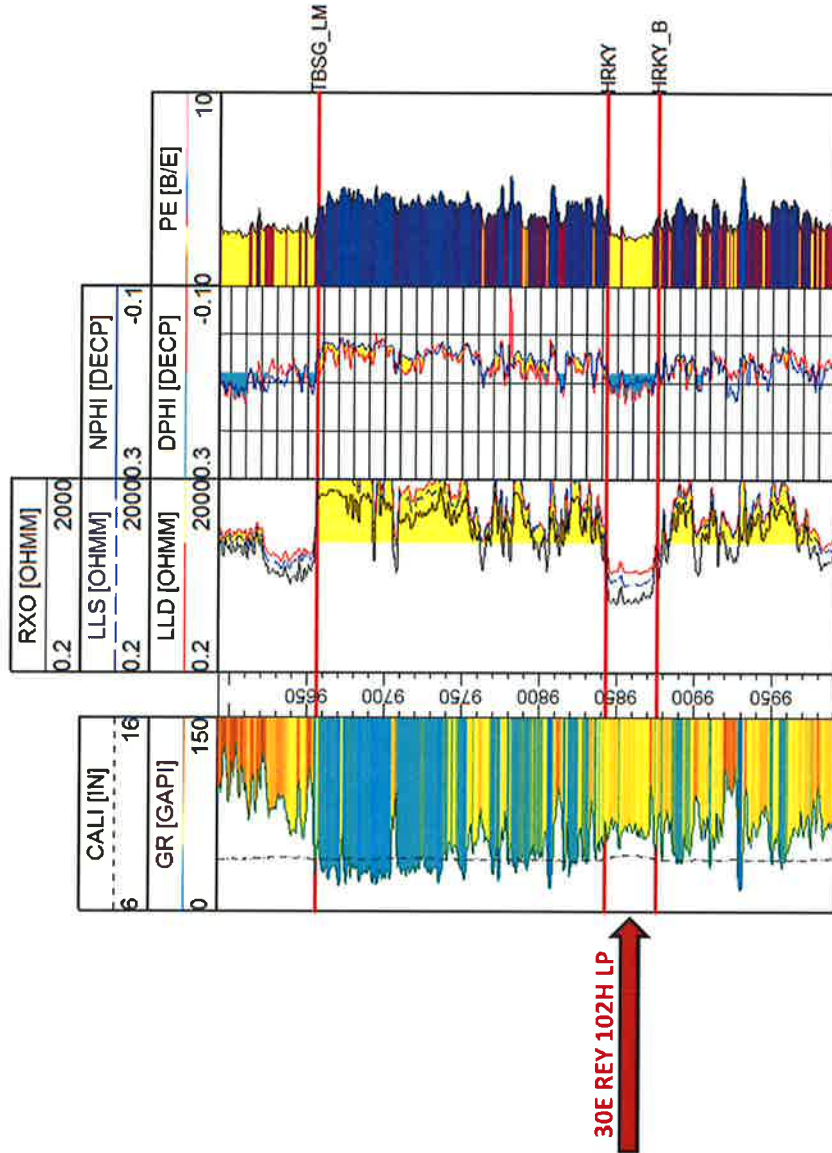 CALI [IN]
6 16
GR [GAPI]
0 150
RXO [OHMM]
0.2 2000
LLS [OHMM]
0.2 2000
LLD [OHMM]
0.2 2000
NPHI [DECP]
0.3 -0.1
DPHI [DECP]
0.3 -0.1
PE [B/E]
0 10
TBSG_LM
9650
9700
9750
9800
HRKY
9850
HRKY_B
9900
9950
30E REY 102H LP